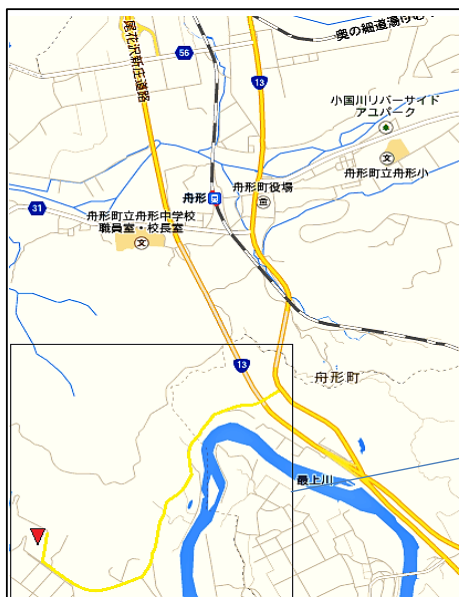 奥の細道湯け
尾花沢新庄道路
56
13
小国川リバーサイド
アユパーク
舟形町立舟形小
舟形
舟形町役場
31
舟形町立舟形中学校
職員室・校長室
13
舟形町
最上川